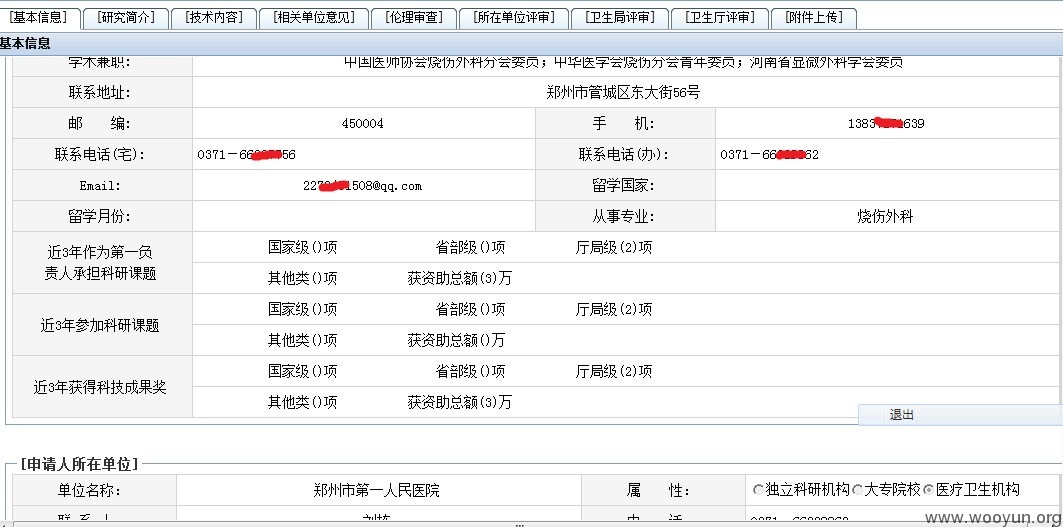 [基本信息] [研究简介] [技术内容] [相关单位意见] [伦理审查] [所在单位评审] [卫生局评审] [卫生厅评审] [附件上传]
基本信息
学术兼职: 中国医师协会烧伤外科分会委员; 中华医学会烧伤分会青年委员; 河南省显微外科学会委员
联系地址: 郑州市管城区东大街56号
邮 编: 450004 手 机: 1383 639
联系电话(宅): 0371-66 56 联系电话(办): 0371-66 62
Email: 227 1508@qq.com 留学国家:
留学月份: 从事专业: 烧伤外科
近3年作为第一负
责人承担科研课题
国家级()项 省部级()项 厅局级(2)项
其他类()项 获资助总额(3)万
近3年参加科研课题
国家级()项 省部级()项 厅局级(2)项
其他类()项 获资助总额()万
近3年获得科技成果奖
国家级()项 省部级()项 厅局级(2)项
其他类()项 获资助总额(3)万
退出
[申请人所在单位]
单位名称: 郑州市第一人民医院 属 性: 独立科研机构 大专院校 医疗卫生机构
联 系 人
www.wooyun.org